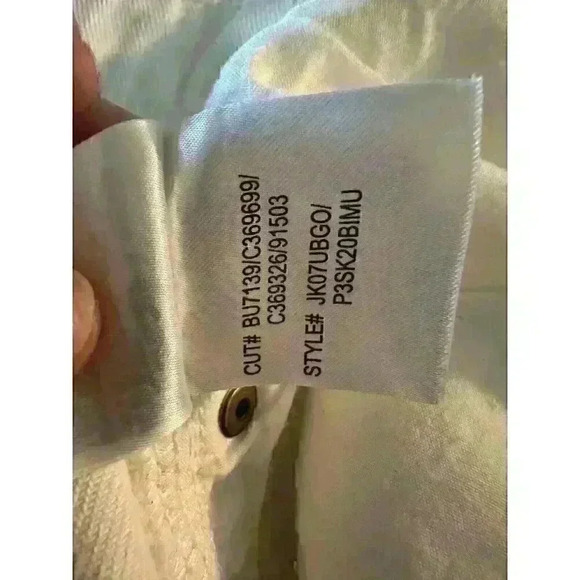 CUT# BU7139/C369699/
C369326/91503
STYLE# JK07UBGO/
P3SK20BIMU